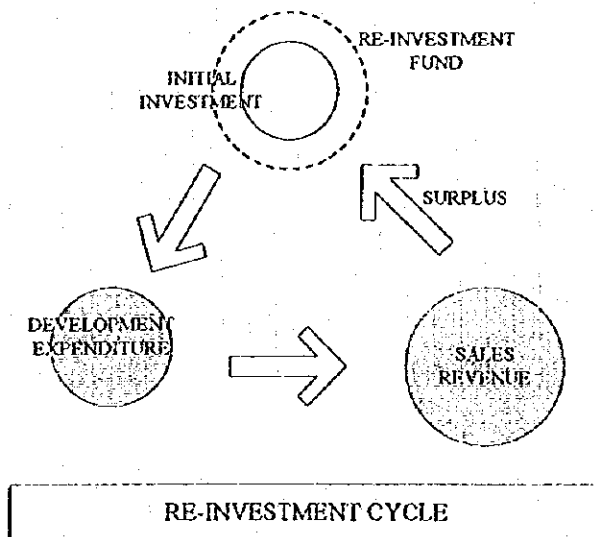 RE-INVESTMENT
FUND
INITIAL
INVESTMENT
SURPLUS
DEVELOPMENT
EXPENDITURE
SALES
REVENUE
RE-INVESTMENT CYCLE